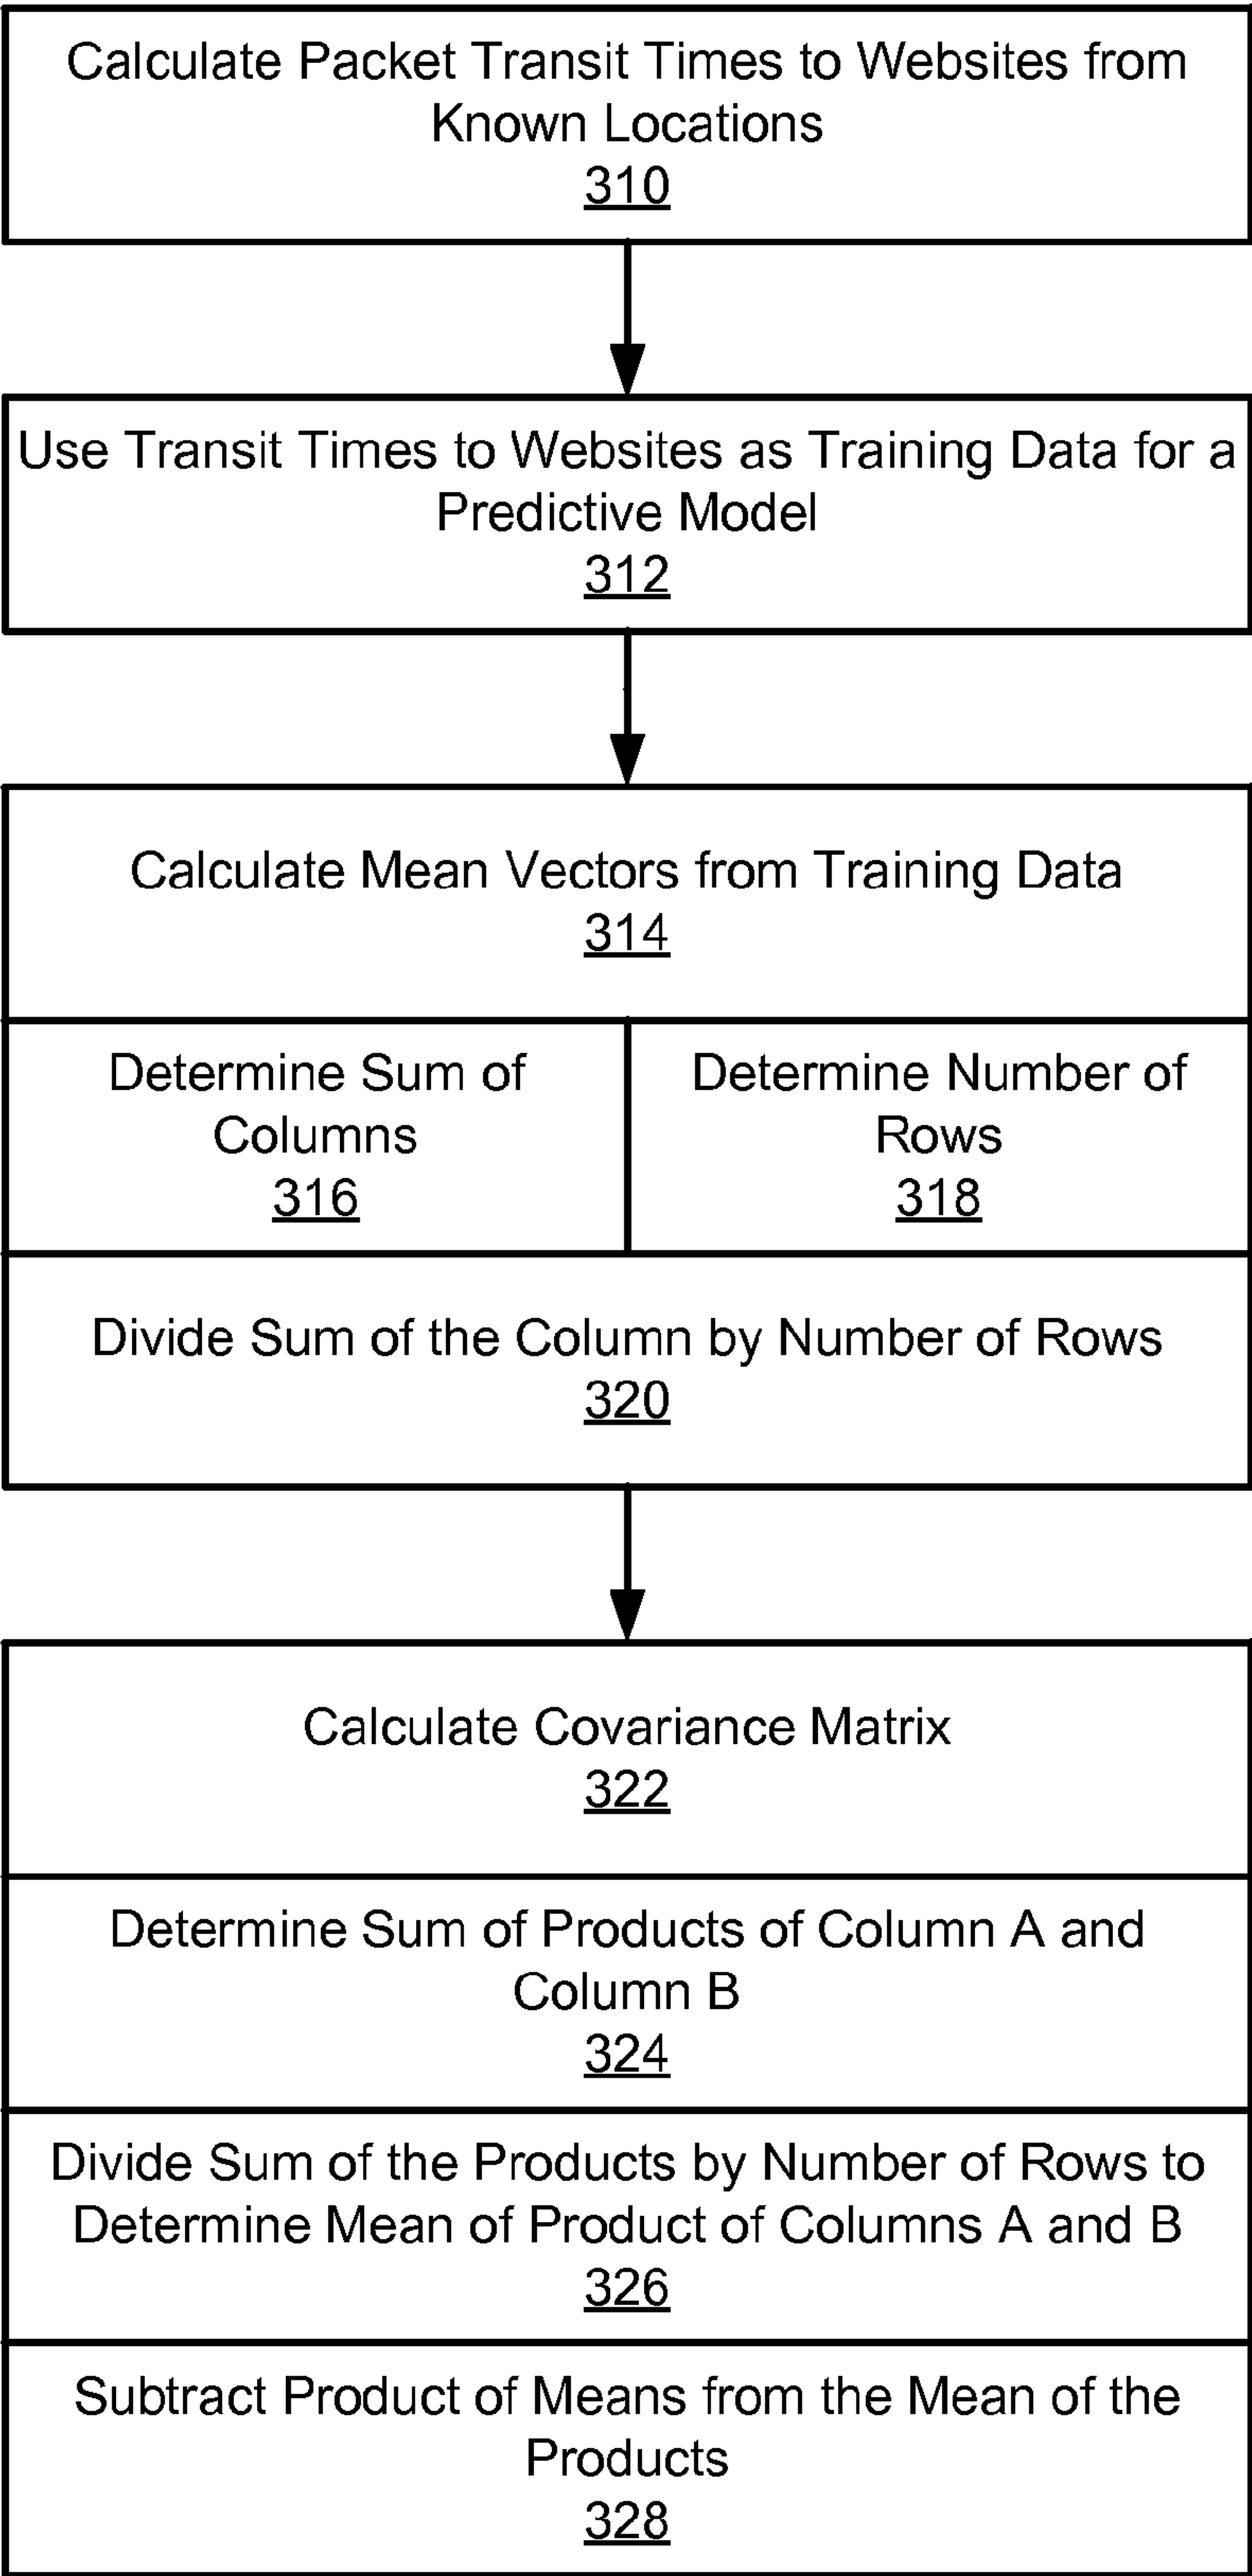 Calculate Packet Transit Times to Websites from
Known Locations
310
Use Transit Times to Websites as Training Data for a
Predictive Model
312
Calculate Mean Vectors from Training Data
314
Determine Sum of
Columns
316
Determine Number of
Rows
318
Divide Sum of the Column by Number of Rows
320
Calculate Covariance Matrix
322
Determine Sum of Products of Column A and
Column B
324
Divide Sum of the Products by Number of Rows to
Determine Mean of Product of Columns A and B
326
Subtract Product of Means from the Mean of the
Products
328